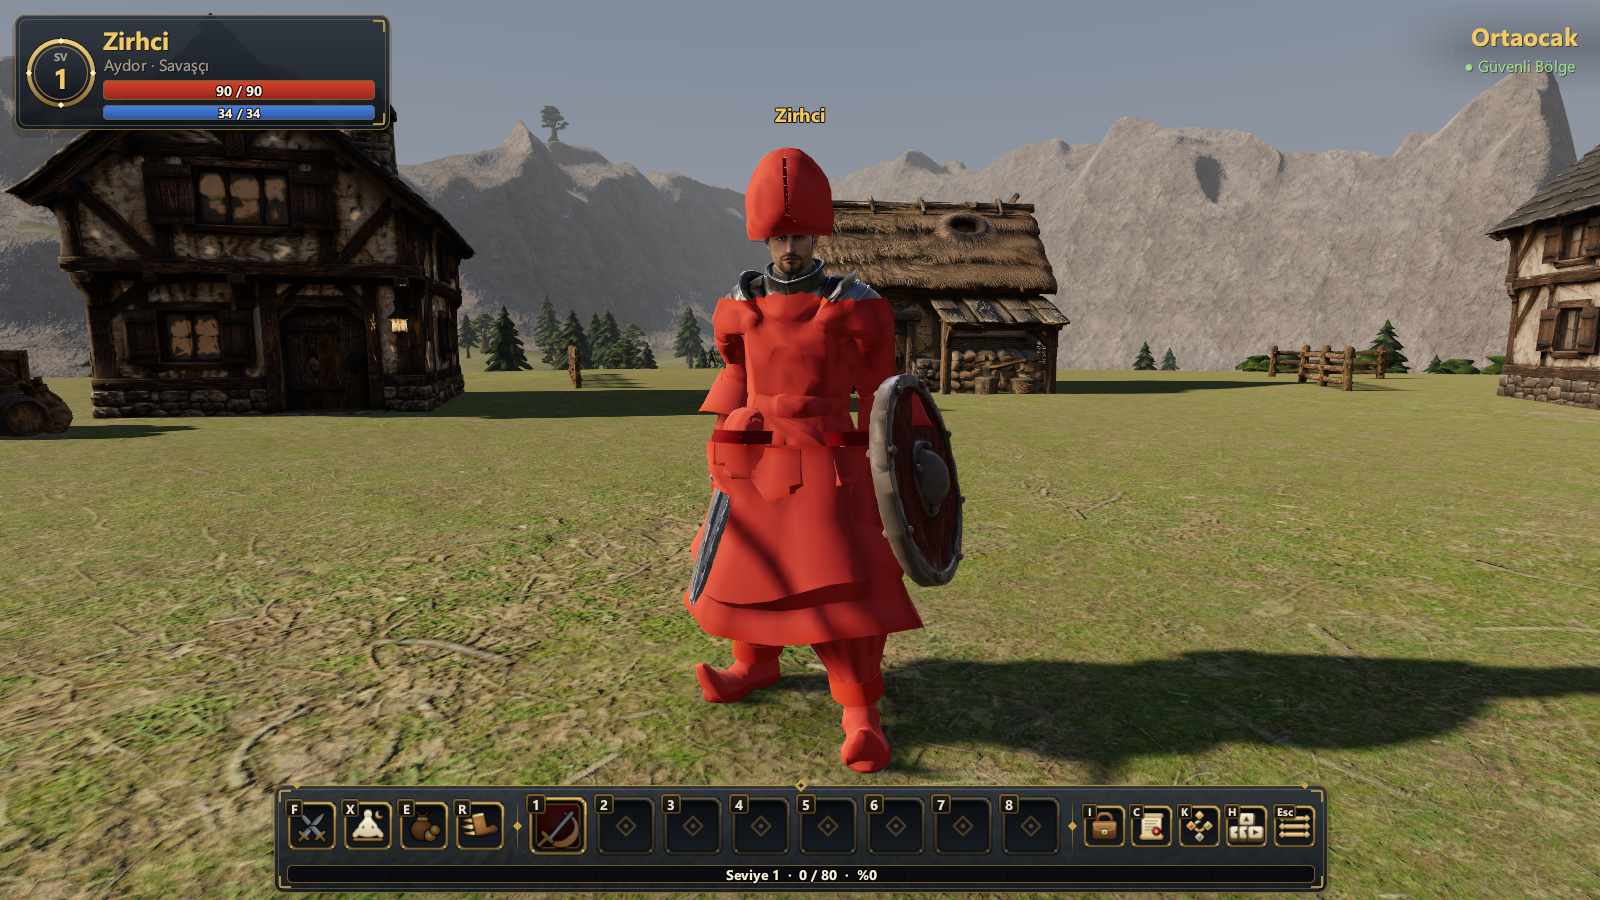 SV
1
Zirhci
Aydor · Savaşçı
90 / 90
34 / 34
Ortaocak
Güvenli Bölge
Zirhci
F X E R 1 2 3 4 5 6 7 8 I C K H Esc
Seviye 1 · 0 / 80 · %0